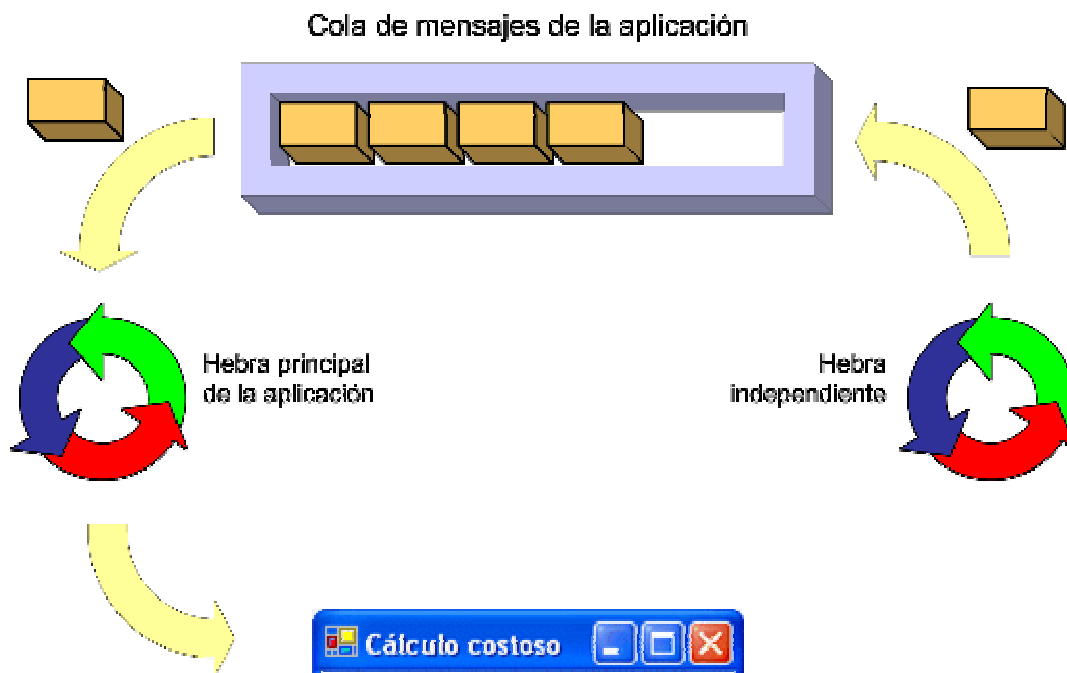 Cola de mensajes de la aplicación
Hebra principal
de la aplicación
Hebra
independiente
Cálculo costoso